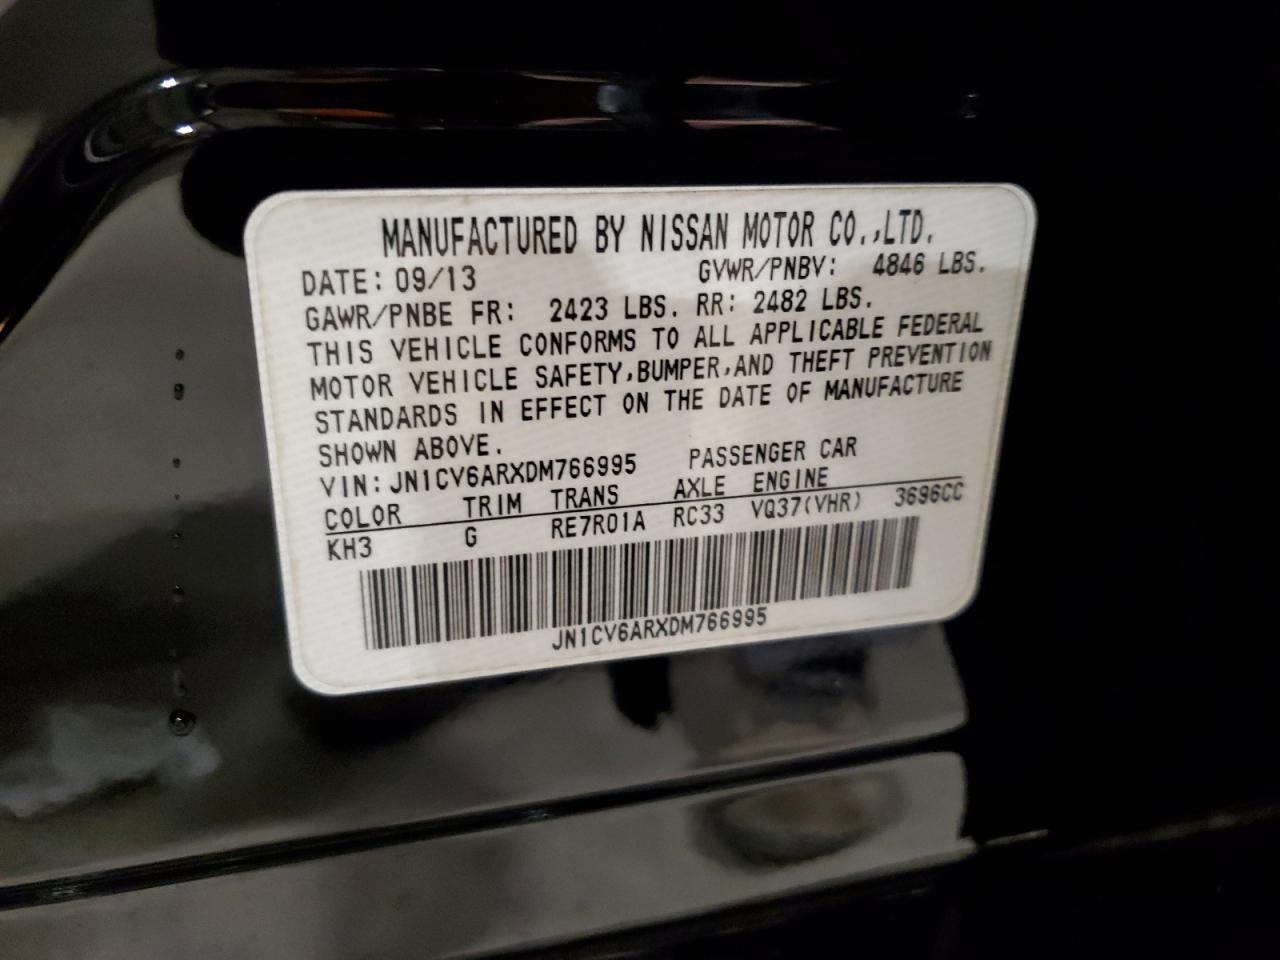 MANUFACTURED BY NISSAN MOTOR CO.,LTD.
DATE: 09/13 GVWR/PNBV: 4846 LBS.
GAWR/PNBE FR: 2423 LBS. RR: 2482 LBS.
THIS VEHICLE CONFORMS TO ALL APPLICABLE FEDERAL
MOTOR VEHICLE SAFETY,BUMPER,AND THEFT PREVENTION
STANDARDS IN EFFECT ON THE DATE OF MANUFACTURE
SHOWN ABOVE.
VIN: JN1CV6ARXDM766995 PASSENGER CAR
COLOR TRIM TRANS AXLE ENGINE
KH3 G RE7R01A RC33 VQ37(VHR) 3696CC
JN1CV6ARXDM766995